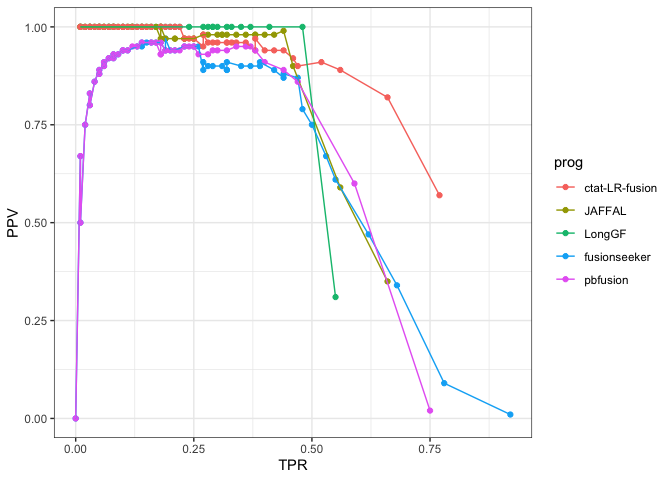 1.00
0.75
0.50
0.25
0.00
PPV
0.00 0.25 0.50 0.75
TPR
prog
ctat-LR-fusion
JAFFAL
LongGF
fusionseeker
pbfusion